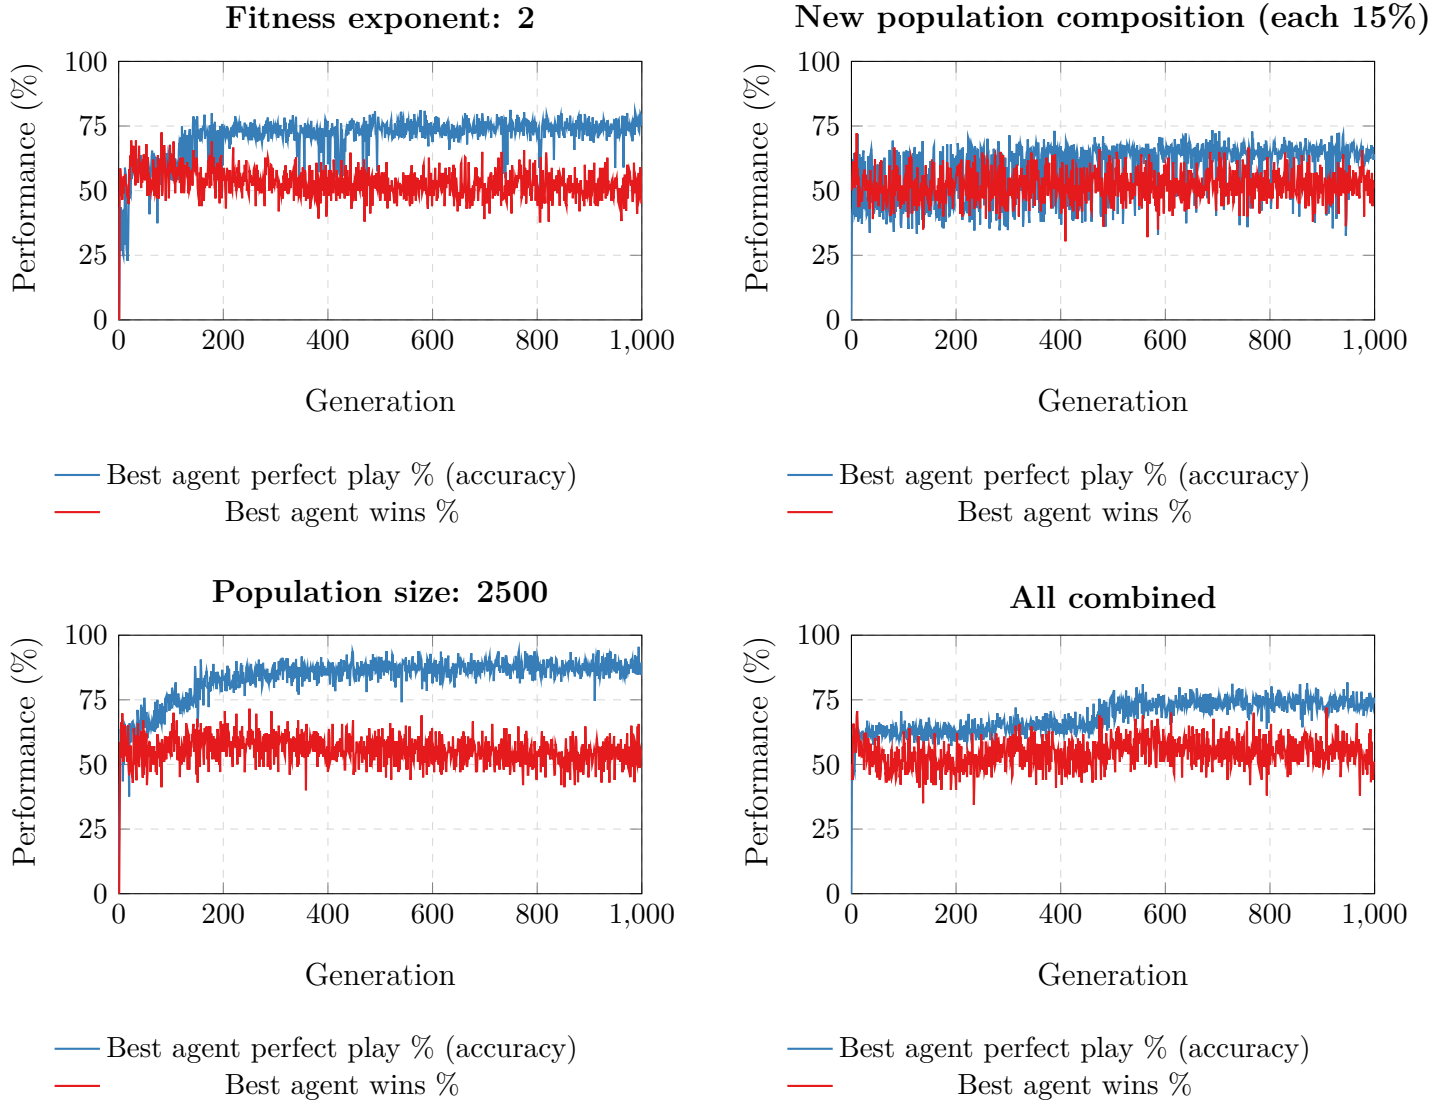 Fitness exponent: 2
Performance (%)
100
75
50
25
0
0 200 400 600 800 1,000
Generation
Best agent perfect play % (accuracy)
Best agent wins %
New population composition (each 15%)
Performance (%)
100
75
50
25
0
0 200 400 600 800 1,000
Generation
Best agent perfect play % (accuracy)
Best agent wins %
Population size: 2500
Performance (%)
100
75
50
25
0
0 200 400 600 800 1,000
Generation
Best agent perfect play % (accuracy)
Best agent wins %
All combined
Performance (%)
100
75
50
25
0
0 200 400 600 800 1,000
Generation
Best agent perfect play % (accuracy)
Best agent wins %